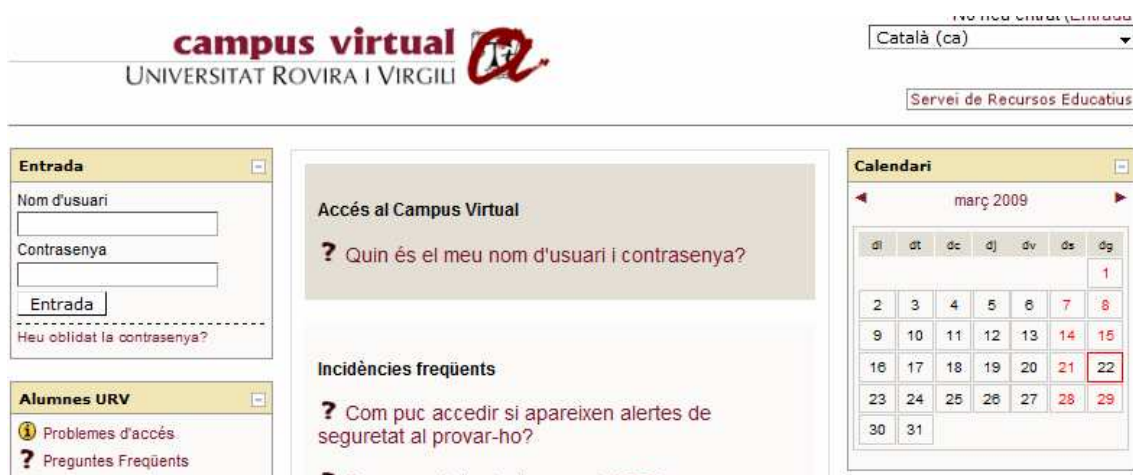 campus virtual
UNIVERSITAT ROVIRA I VIRGILI
No heu entrat (Entrada
Català (ca)
Servei de Recursos Educatius
Entrada
Nom d'usuari
Contrasenya
Entrada
Heu oblidat la contrasenya?
Alumnes URV
Problemes d'accés
? Preguntes Freqüents
Accés al Campus Virtual
? Quin és el meu nom d'usuari i contrasenya?
Incidències freqüents
? Com puc accedir si apareixen alertes de
seguretat al provar-ho?
Calendari
març 2009
dl dt dc dj dv ds dg
1
2 3 4 5 6 7 8
9 10 11 12 13 14 15
16 17 18 19 20 21 22
23 24 25 26 27 28 29
30 31